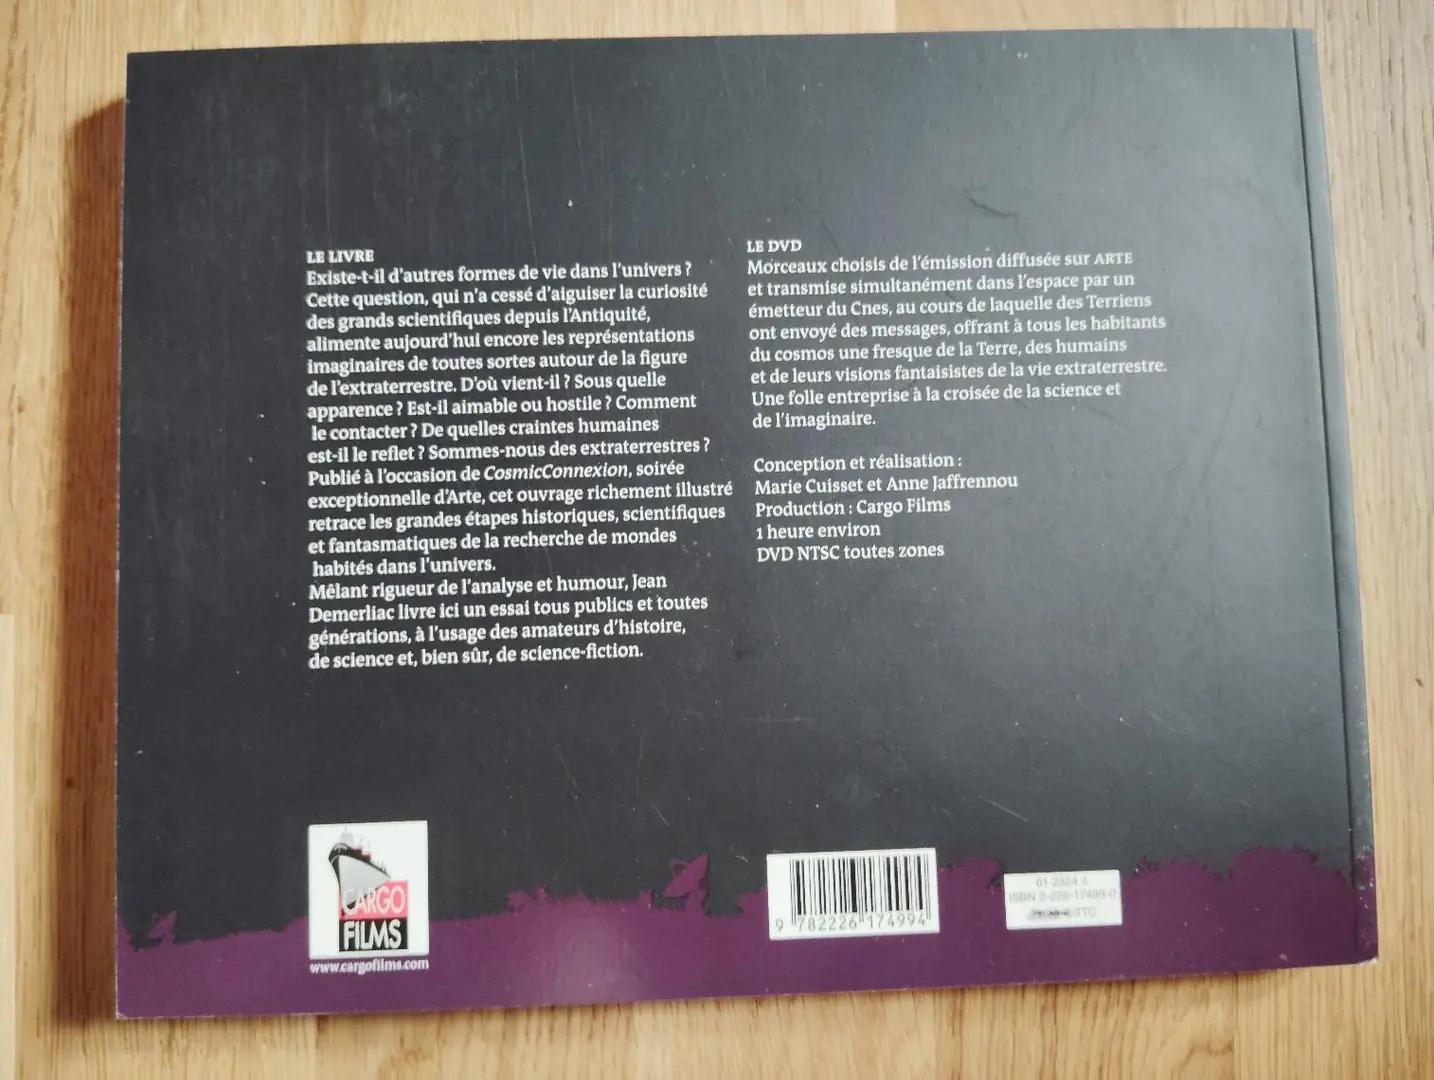 LE LIVRE
Existe-t-il d'autres formes de vie dans l'univers ?
Cette question, qui n'a cessé d'aiguiser la curiosité
des grands scientifiques depuis l'Antiquité,
alimente aujourd'hui encore les représentations
imaginaires de toutes sortes autour de la figure
de l'extraterrestre. D'où vient-il ? Sous quelle
apparence ? Est-il aimable ou hostile ? Comment
le contacter ? De quelles craintes humaines
est-il le reflet ? Sommes-nous des extraterrestres ?
Publié à l'occasion de CosmicConnexion, soirée
exceptionnelle d'Arte, cet ouvrage richement illustré
retrace les grandes étapes historiques, scientifiques
et fantasmatiques de la recherche de mondes
habités dans l'univers.
Mêlant rigueur de l'analyse et humour, Jean
Demerliac livre ici un essai tous publics et toutes
générations, à l'usage des amateurs d'histoire,
de science et, bien sûr, de science-fiction.
LE DVD
Morceaux choisis de l'émission diffusée sur ARTE
et transmise simultanément dans l'espace par un
émetteur du Cnes, au cours de laquelle des Terriens
ont envoyé des messages, offrant à tous les habitants
du cosmos une fresque de la Terre, des humains
et de leurs visions fantaisistes de la vie extraterrestre.
Une folle entreprise à la croisée de la science et
de l'imaginaire.
Conception et réalisation :
Marie Cuisset et Anne Jaffrennou
Production : Cargo Films
1 heure environ
DVD NTSC toutes zones
CARGO
FILMS
www.cargofilms.com
9 782226 174994
61 2324 4
ISBN 2-226-17499-0
TTC